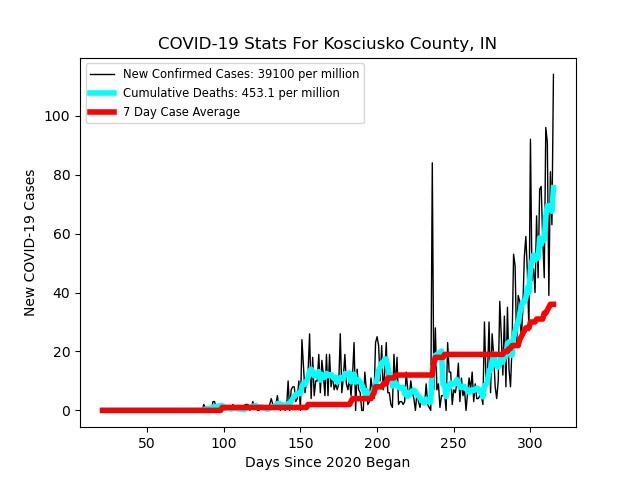 COVID-19 Stats For Kosciusko County, IN
New Confirmed Cases: 39100 per million
Cumulative Deaths: 453.1 per million
7 Day Case Average
New COVID-19 Cases
100
80
60
40
20
0
50 100 150 200 250 300
Days Since 2020 Began